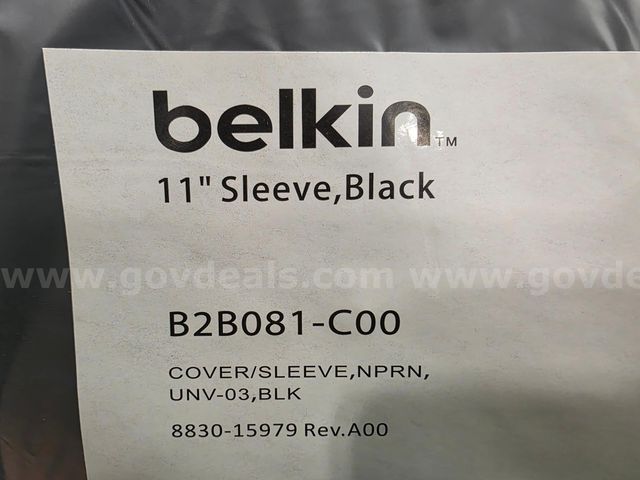 belkin™
11" Sleeve,Black
www.govdeals.com www.govde
B2B081-C00
COVER/SLEEVE,NPRN,
UNV-03,BLK
8830-15979 Rev.A00